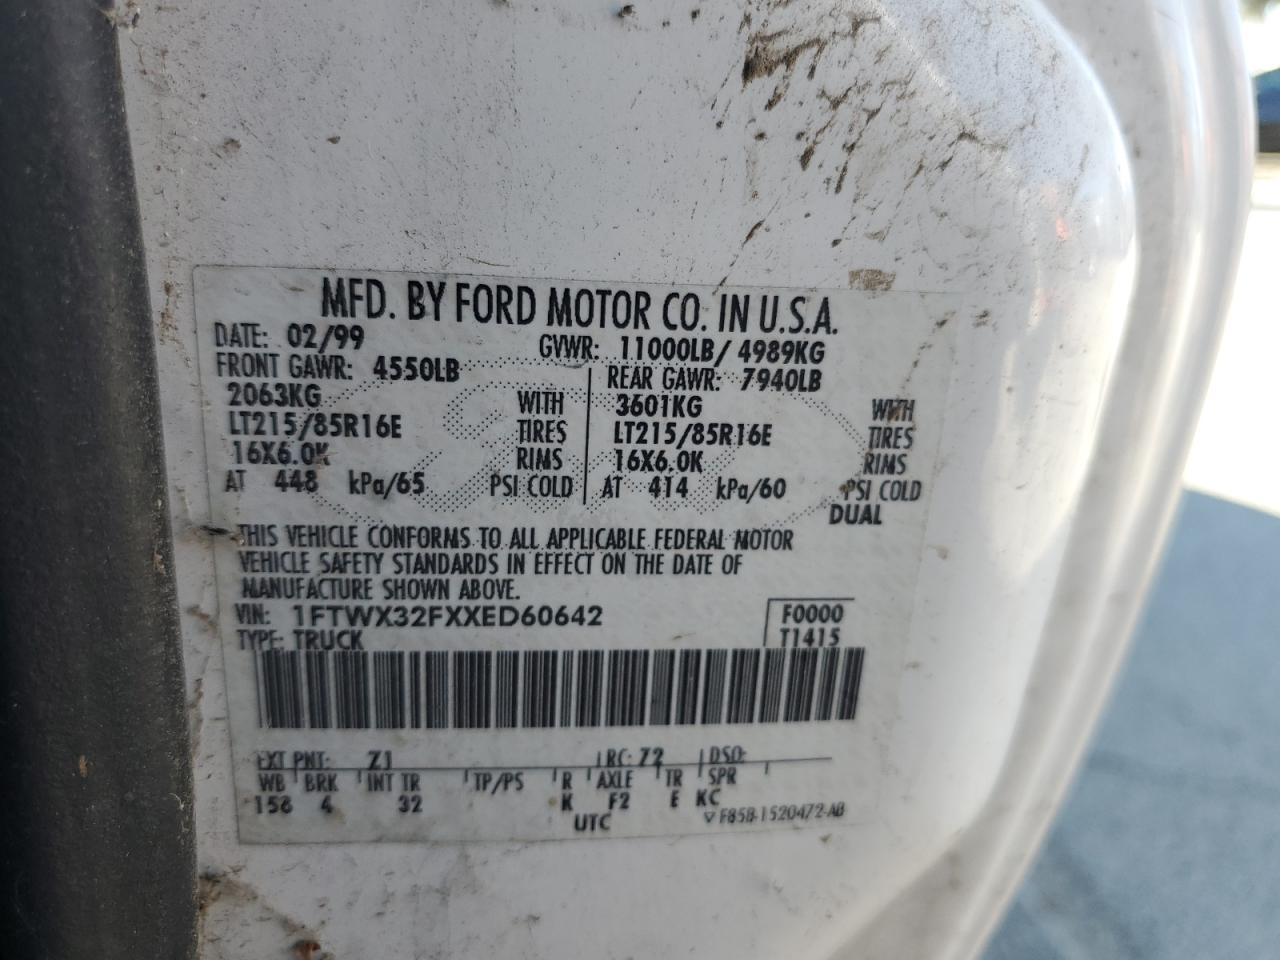 MFD. BY FORD MOTOR CO. IN U.S.A.
DATE: 02/99 GVWR: 11000LB/ 4989KG
FRONT GAWR: 4550LB REAR GAWR: 7940LB
2063KG WITH 3601KG WITH
LT215/85R16E TIRES LT215/85R16E TIRES
16X6.0K RIMS 16X6.0K RIMS
AT 448 kPa/65 PSI COLD AT 414 kPa/60 PSI COLD
DUAL
THIS VEHICLE CONFORMS TO ALL APPLICABLE FEDERAL MOTOR
VEHICLE SAFETY STANDARDS IN EFFECT ON THE DATE OF
MANUFACTURE SHOWN ABOVE.
VIN: 1FTWX32FXXED60642 F0000
TYPE: TRUCK T1415
EXT PNT: Z1 RC: 72 DSO:
WB BRK INT TR TP/PS R AXLE TR SPR
158 4 32 K F2 E KC
UTC F85B-1520472-AB